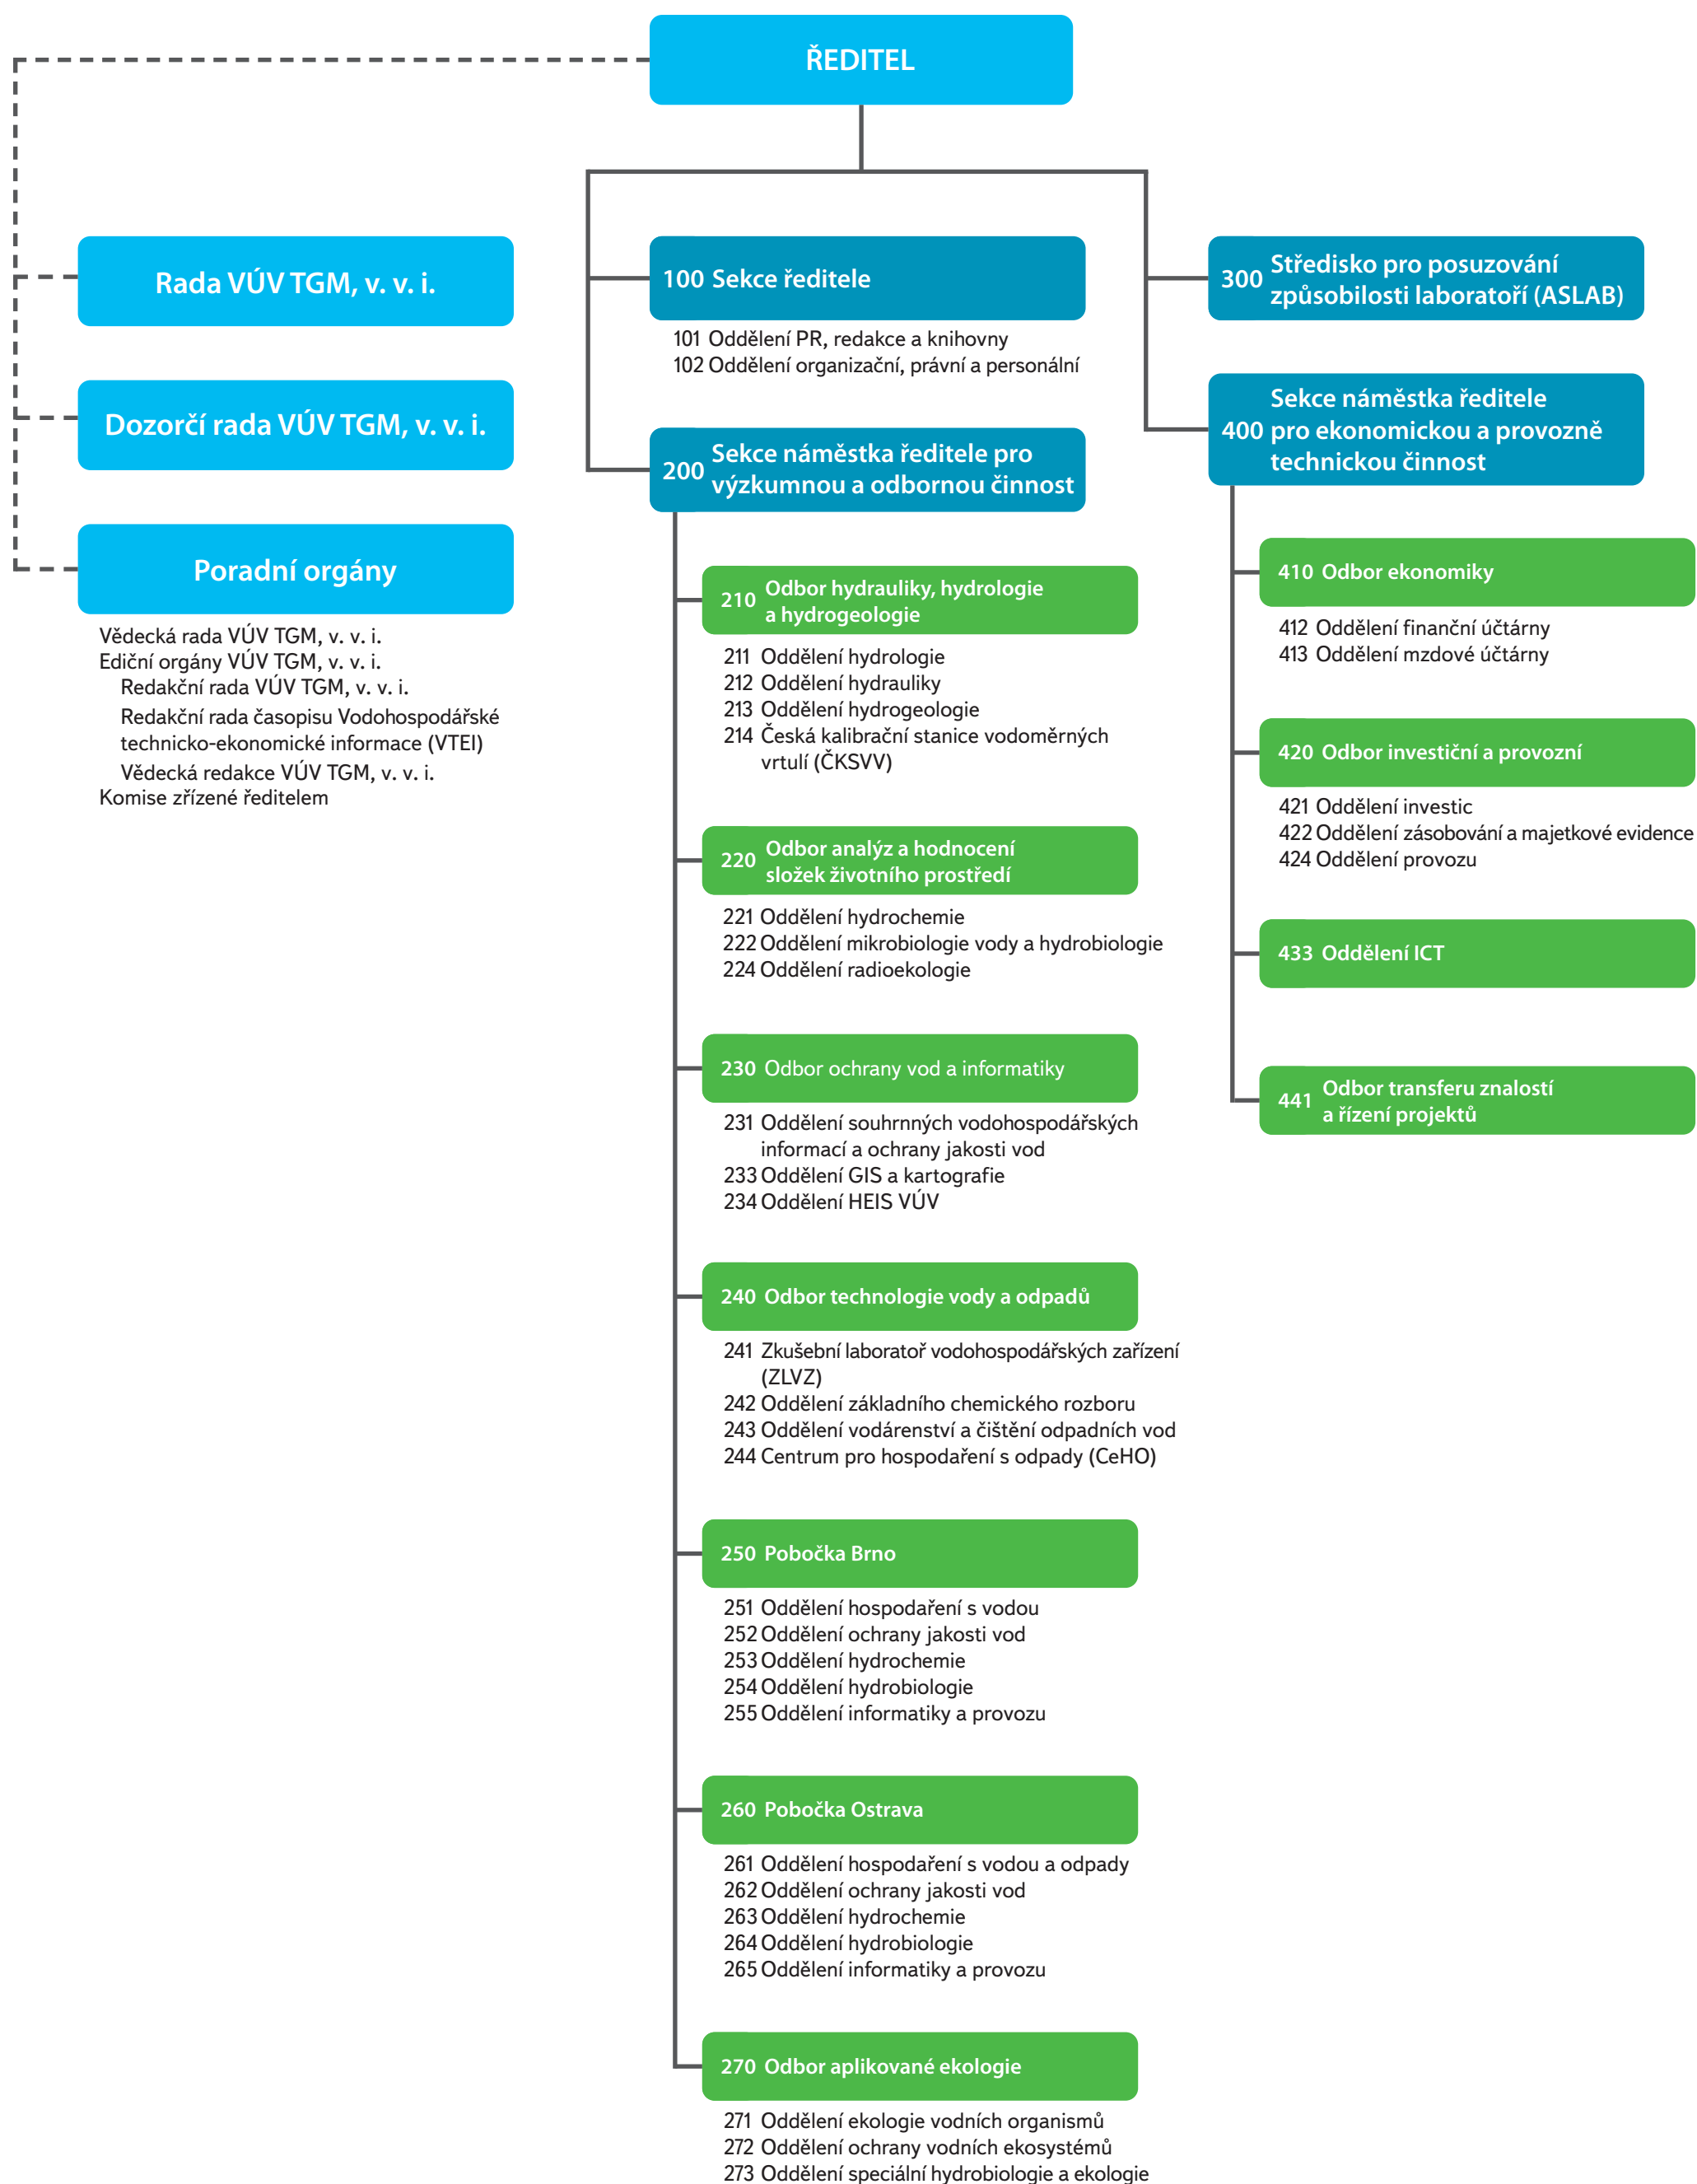 ŘEDITEL
Rada VÚV TGM, v. v. i.
Dozorčí rada VÚV TGM, v. v. i.
Poradní orgány
Vědecká rada VÚV TGM, v. v. i.
Ediční orgány VÚV TGM, v. v. i.
Redakční rada VÚV TGM, v. v. i.
Redakční rada časopisu Vodohospodářské
technicko-ekonomické informace (VTEI)
Vědecká redakce VÚV TGM, v. v. i.
Komise zřízené ředitelem
100 Sekce ředitele
101 Oddělení PR, redakce a knihovny
102 Oddělení organizační, právní a personální
200 Sekce náměstka ředitele pro
výzkumnou a odbornou činnost
210 Odbor hydrauliky, hydrologie
a hydrogeologie
211 Oddělení hydrologie
212 Oddělení hydrauliky
213 Oddělení hydrogeologie
214 Česká kalibrační stanice vodoměrných
vrtulí (ČKSVV)
220 Odbor analýz a hodnocení
složek životního prostředí
221 Oddělení hydrochemie
222 Oddělení mikrobiologie vody a hydrobiologie
224 Oddělení radioekologie
230 Odbor ochrany vod a informatiky
231 Oddělení souhrnných vodohospodářských
informací a ochrany jakosti vod
233 Oddělení GIS a kartografie
234 Oddělení HEIS VÚV
240 Odbor technologie vody a odpadů
241 Zkušební laboratoř vodohospodářských zařízení
(ZLVZ)
242 Oddělení základního chemického rozboru
243 Oddělení vodárenství a čištění odpadních vod
244 Centrum pro hospodaření s odpady (CeHO)
250 Pobočka Brno
251 Oddělení hospodaření s vodou
252 Oddělení ochrany jakosti vod
253 Oddělení hydrochemie
254 Oddělení hydrobiologie
255 Oddělení informatiky a provozu
260 Pobočka Ostrava
261 Oddělení hospodaření s vodou a odpady
262 Oddělení ochrany jakosti vod
263 Oddělení hydrochemie
264 Oddělení hydrobiologie
265 Oddělení informatiky a provozu
270 Odbor aplikované ekologie
271 Oddělení ekologie vodních organismů
272 Oddělení ochrany vodních ekosystémů
273 Oddělení speciální hydrobiologie a ekologie
300 Středisko pro posuzování
způsobilosti laboratoří (ASLAB)
Sekce náměstka ředitele
400 pro ekonomickou a provozně
technickou činnost
410 Odbor ekonomiky
412 Oddělení finanční účtárny
413 Oddělení mzdové účtárny
420 Odbor investiční a provozní
421 Oddělení investic
422 Oddělení zásobování a majetkové evidence
424 Oddělení provozu
433 Oddělení ICT
441 Odbor transferu znalostí
a řízení projektů